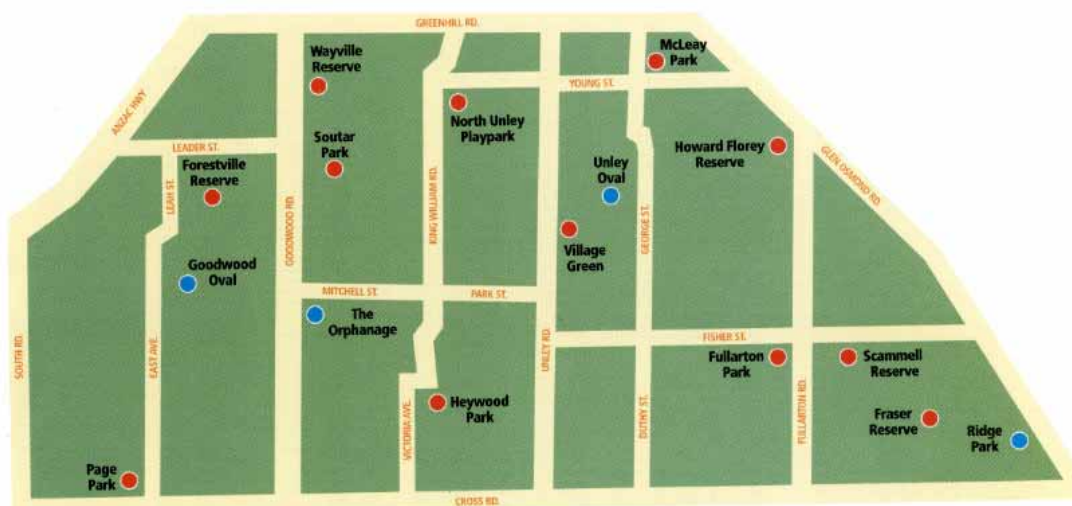 GREENHILL RD.
Wayville
Reserve
McLeay
Park
ANZAC HWY
YOUNG ST.
North Unley
Playpark
LEADER ST.
Soutar
Park
Howard Florey
Reserve
Forestville
Reserve
Unley
Oval
GLEN OSMOND RD.
LEAH ST.
GOODWOOD RD.
KING WILLIAM RD.
GEORGE ST.
Village
Green
Goodwood
Oval
MITCHELL ST.
PARK ST.
The
Orphanage
SOUTH RD.
EAST AVE.
UNLEY RD.
FISHER ST.
Fullarton
Park
Scammell
Reserve
Heywood
Park
VICTORIA AVE.
DUTHY ST.
FULLARTON RD.
Fraser
Reserve
Ridge
Park
Page
Park
CROSS RD.